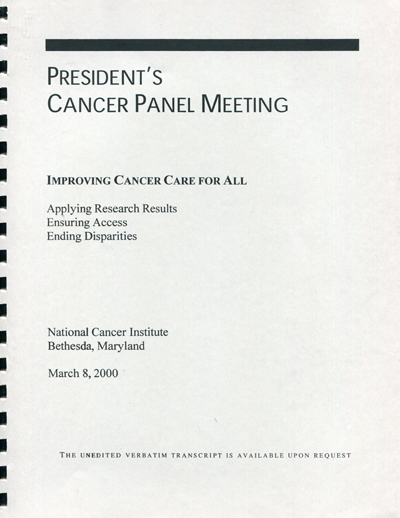 PRESIDENT'S
CANCER PANEL MEETING
IMPROVING CANCER CARE FOR ALL
Applying Research Results
Ensuring Access
Ending Disparities
National Cancer Institute
Bethesda, Maryland
March 8, 2000
THE UNEDITED VERBATIM TRANSCRIPT IS AVAILABLE UPON REQUEST